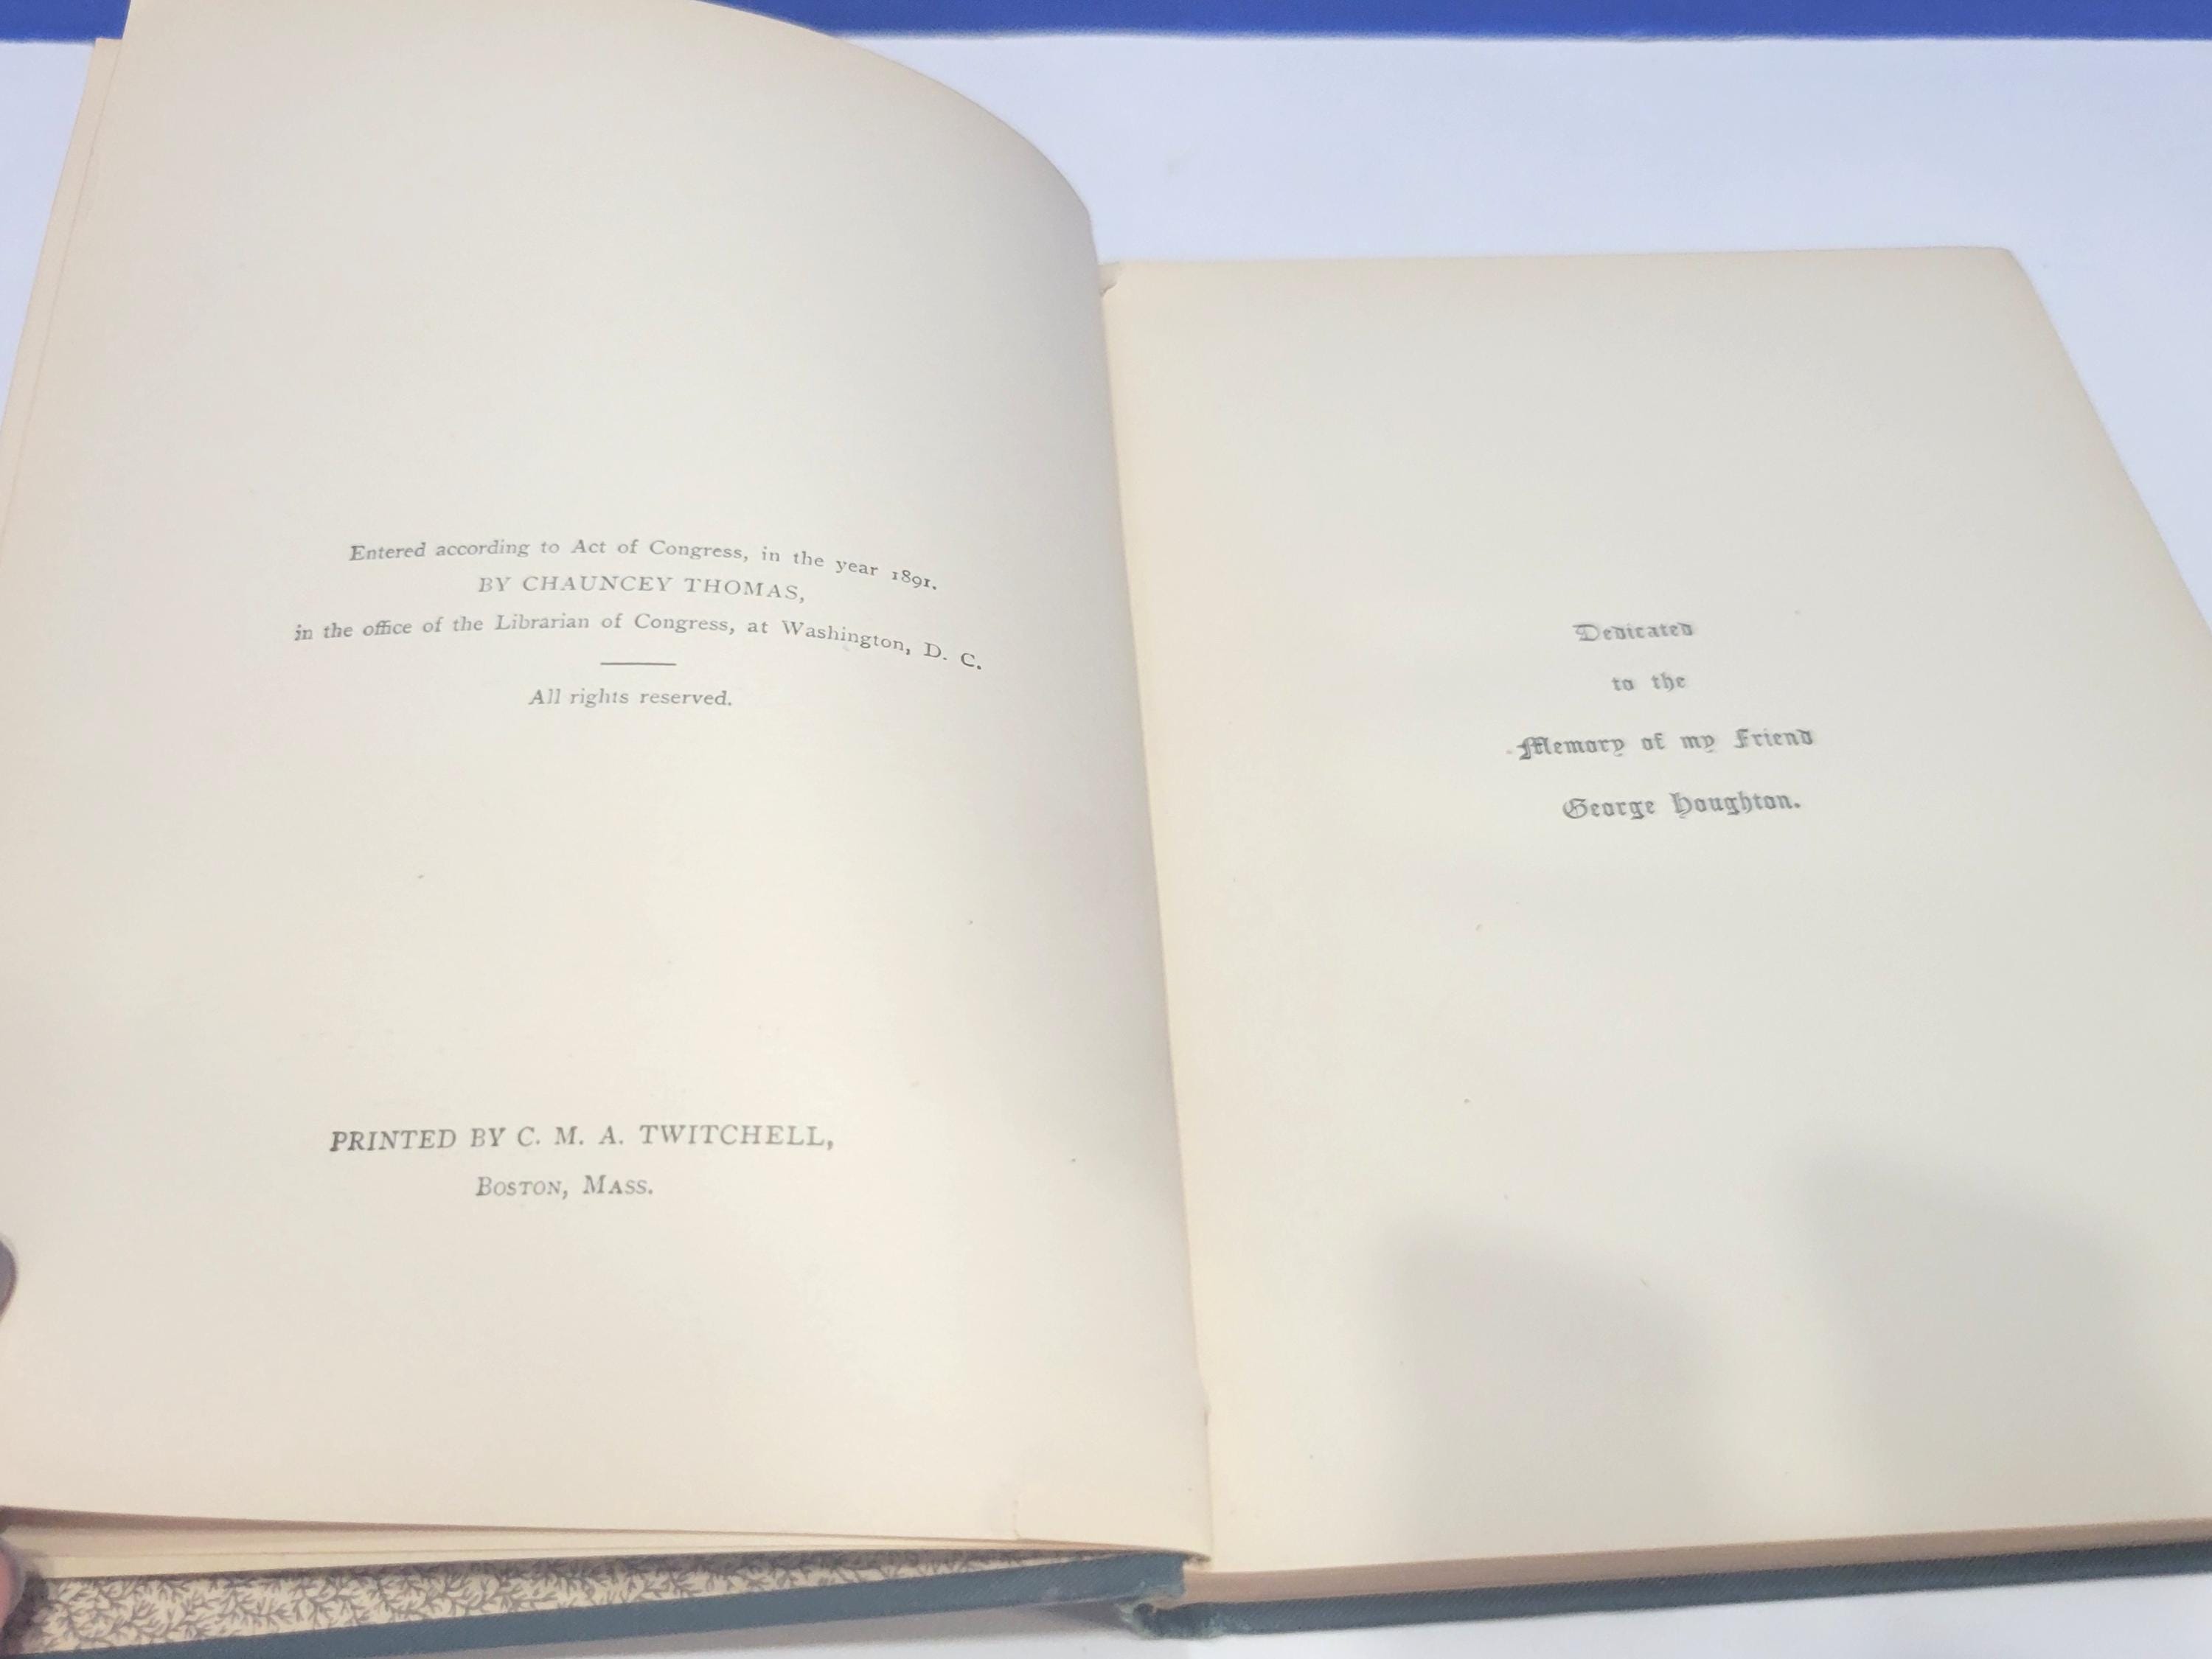 Entered according to Act of Congress, in the year 1891.
BY CHAUNCEY THOMAS,
in the office of the Librarian of Congress, at Washington, D. C.
All rights reserved.
PRINTED BY C. M. A. TWITCHELL,
BOSTON, MASS.
Dedicated
to the
Memory of my Friend
George Houghton.